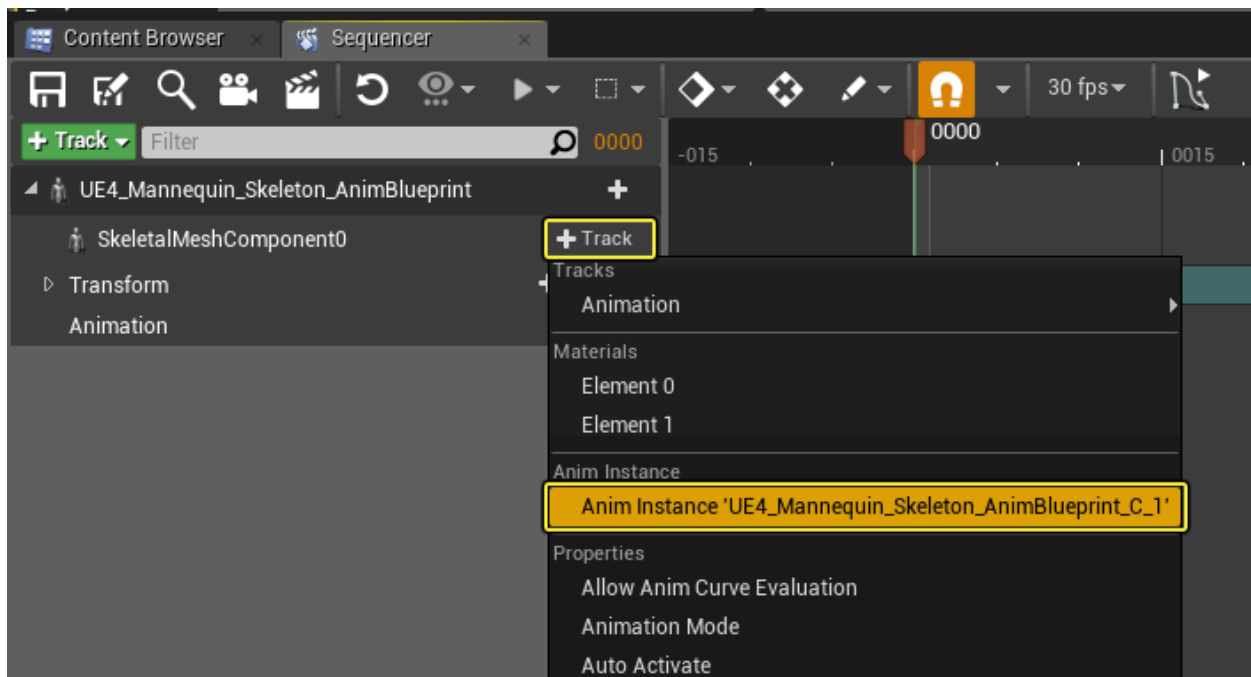 Content Browser
Sequencer
30 fps
+ Track
Filter
0000
-015
0000
0015
UE4_Mannequin_Skeleton_AnimBlueprint
SkeletalMeshComponent0
+ Track
Transform
Animation
Tracks
Animation
Materials
Element 0
Element 1
Anim Instance
Anim Instance 'UE4_Mannequin_Skeleton_AnimBlueprint_C_1'
Properties
Allow Anim Curve Evaluation
Animation Mode
Auto Activate